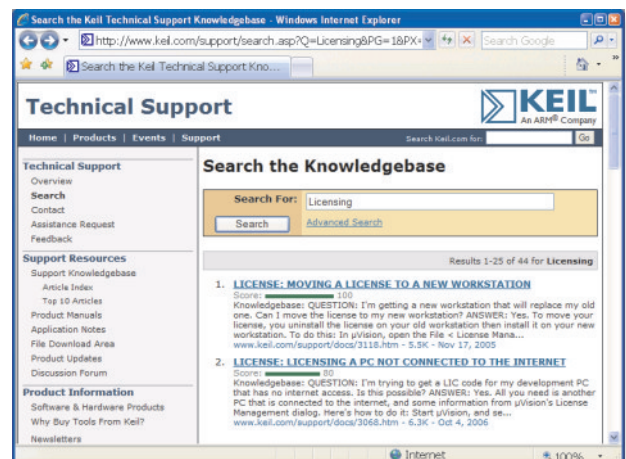 Search the Keil Technical Support Knowledgebase - Windows Internet Explorer
http://www.keil.com/support/search.asp?Q=Licensing&PG=1&PX=
Search Google
Search the Keil Technical Support Kno...
Technical Support
KEIL™
An ARM® Company
Home | Products | Events | Support
Search Keil.com for:
Go
Technical Support
Overview
Search
Contact
Assistance Request
Feedback
Support Resources
Support Knowledgebase
Article Index
Top 10 Articles
Product Manuals
Application Notes
File Download Area
Product Updates
Discussion Forum
Product Information
Software & Hardware Products
Why Buy Tools From Keil?
Newsletters
Search the Knowledgebase
Search For:
Licensing
Search
Advanced Search
Results 1-25 of 44 for Licensing
1. LICENSE: MOVING A LICENSE TO A NEW WORKSTATION
Score: 100
Knowledgebase: QUESTION: I'm getting a new workstation that will replace my old
one. Can I move the license to my new workstation? ANSWER: Yes. To move your
license, you uninstall the license on your old workstation then install it on your new
workstation. To do this: In µVision, open the File < License Mana...
www.keil.com/support/docs/3118.htm - 5.5K - Nov 17, 2005
2. LICENSE: LICENSING A PC NOT CONNECTED TO THE INTERNET
Score: 80
Knowledgebase: QUESTION: I'm trying to get a LIC code for my development PC
that has no internet access. Is this possible? ANSWER: Yes. All you need is another
PC that is connected to the internet, and some information from µVision's License
Management dialog. Here's how to do it: Start µVision, and se...
www.keil.com/support/docs/3068.htm - 6.3K - Oct 4, 2006
Internet
100%